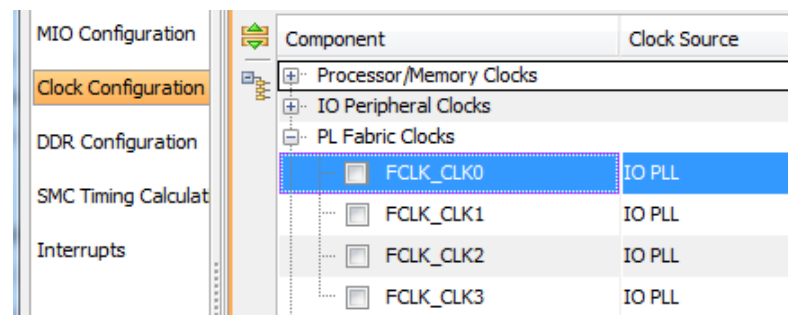 MIO Configuration
Clock Configuration
DDR Configuration
SMC Timing Calculat
Interrupts
Component Clock Source
Processor/Memory Clocks
IO Peripheral Clocks
PL Fabric Clocks
FCLK_CLK0 IO PLL
FCLK_CLK1 IO PLL
FCLK_CLK2 IO PLL
FCLK_CLK3 IO PLL